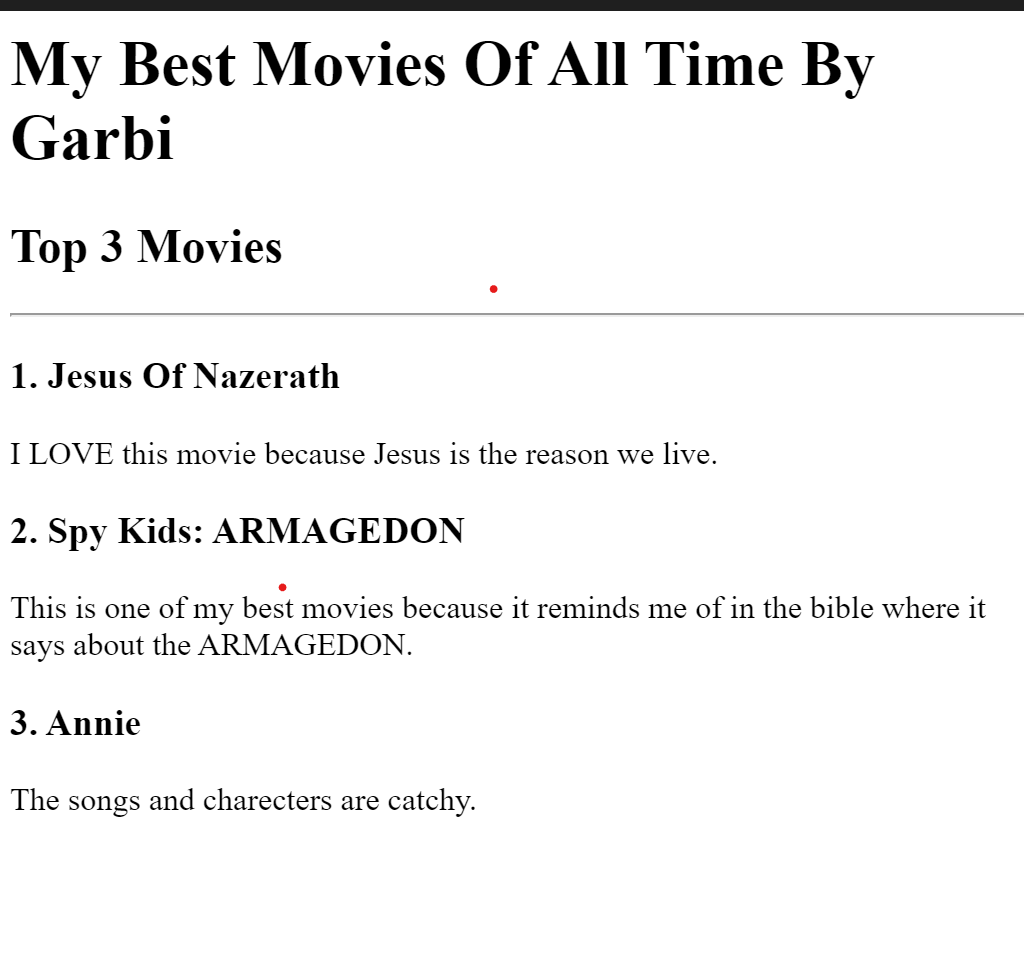 My Best Movies Of All Time By
Garbi
Top 3 Movies
1. Jesus Of Nazerath
I LOVE this movie because Jesus is the reason we live.
2. Spy Kids: ARMAGEDON
This is one of my best movies because it reminds me of in the bible where it
says about the ARMAGEDON.
3. Annie
The songs and charecters are catchy.